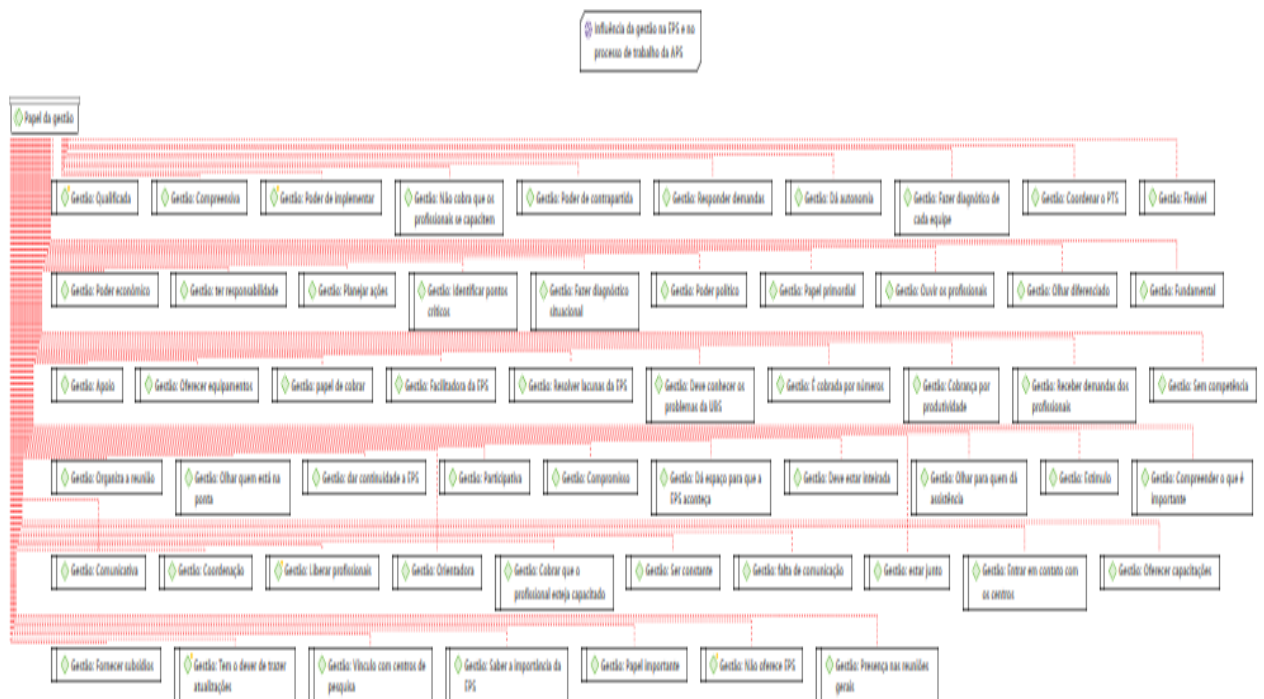 Influência da gestão na EPS e no
processo de trabalho da APS
Papel da gestão
Gestão: Qualificada
Gestão: Compreensiva
Gestão: Poder de implementar
Gestão: Não cobra que os
profissionais se capacitem
Gestão: Poder de contrapartida
Gestão: Responder demandas
Gestão: Dá autonomia
Gestão: Fazer diagnóstico de
cada equipe
Gestão: Coordenar o PTS
Gestão: Flexível
Gestão: Poder econômico
Gestão: ter responsabilidade
Gestão: Planejar ações
Gestão: Identificar pontos
críticos
Gestão: Fazer diagnóstico
situacional
Gestão: Poder político
Gestão: Papel primordial
Gestão: Ouvir os profissionais
Gestão: Olhar diferenciado
Gestão: Fundamental
Gestão: Apoio
Gestão: Oferecer equipamentos
Gestão: papel de cobrar
Gestão: Facilitadora da EPS
Gestão: Resolver lacunas da EPS
Gestão: Deve conhecer os
problemas da UBS
Gestão: É cobrada por números
Gestão: Cobrança por
produtividade
Gestão: Receber demandas dos
profissionais
Gestão: Sem competência
Gestão: Organiza a reunião
Gestão: Olhar quem está na
ponta
Gestão: dar continuidade a EPS
Gestão: Participativa
Gestão: Compromisso
Gestão: Dá espaço para que a
EPS aconteça
Gestão: Deve estar inteirada
Gestão: Olhar para quem dá
assistência
Gestão: Estímulo
Gestão: Compreender o que é
importante
Gestão: Comunicativa
Gestão: Coordenação
Gestão: Liberar profissionais
Gestão: Orientadora
Gestão: Cobrar que o
profissional esteja capacitado
Gestão: Ser constante
Gestão: falta de comunicação
Gestão: estar junto
Gestão: Entrar em contato com
os centros
Gestão: Oferecer capacitações
Gestão: Fornecer subsídios
Gestão: Tem o dever de trazer
atualizações
Gestão: Vínculo com centros de
pesquisa
Gestão: Saber a importância da
EPS
Gestão: Papel importante
Gestão: Não oferece EPS
Gestão: Presença nas reuniões
gerais